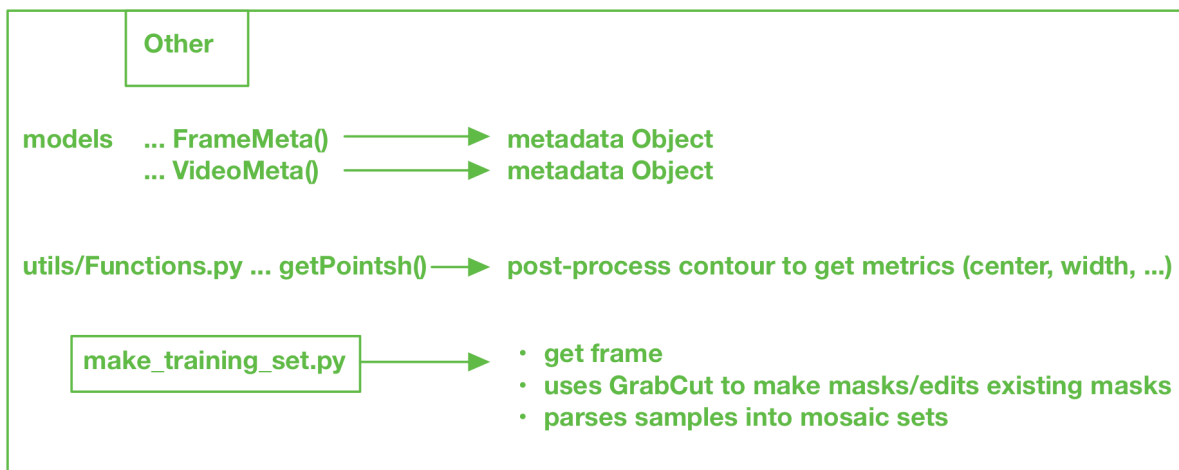 Other
models ... FrameMeta() metadata Object
... VideoMeta() metadata Object
utils/Functions.py ... getPointsh() post-process contour to get metrics (center, width, ...)
make_training_set.py
• get frame
• uses GrabCut to make masks/edits existing masks
• parses samples into mosaic sets